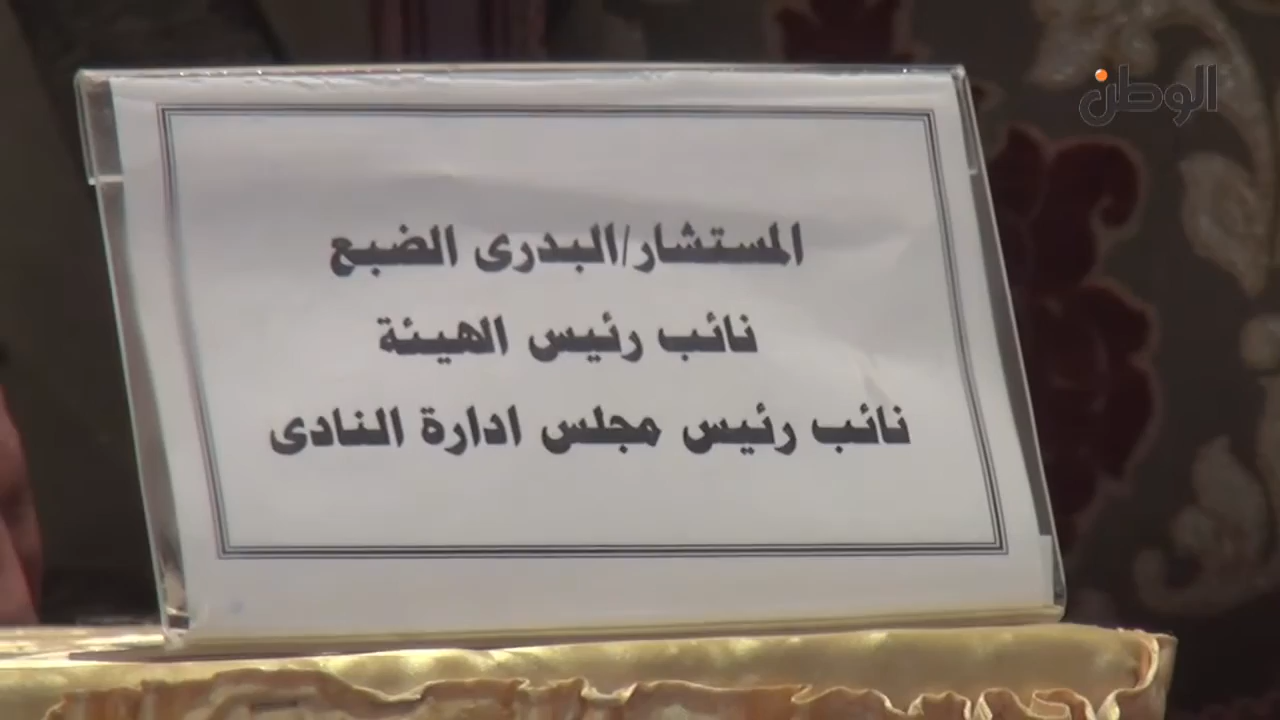 الوطن
المستشار/البدرى الضبع
نائب رئيس الهيئة
نائب رئيس مجلس ادارة النادى